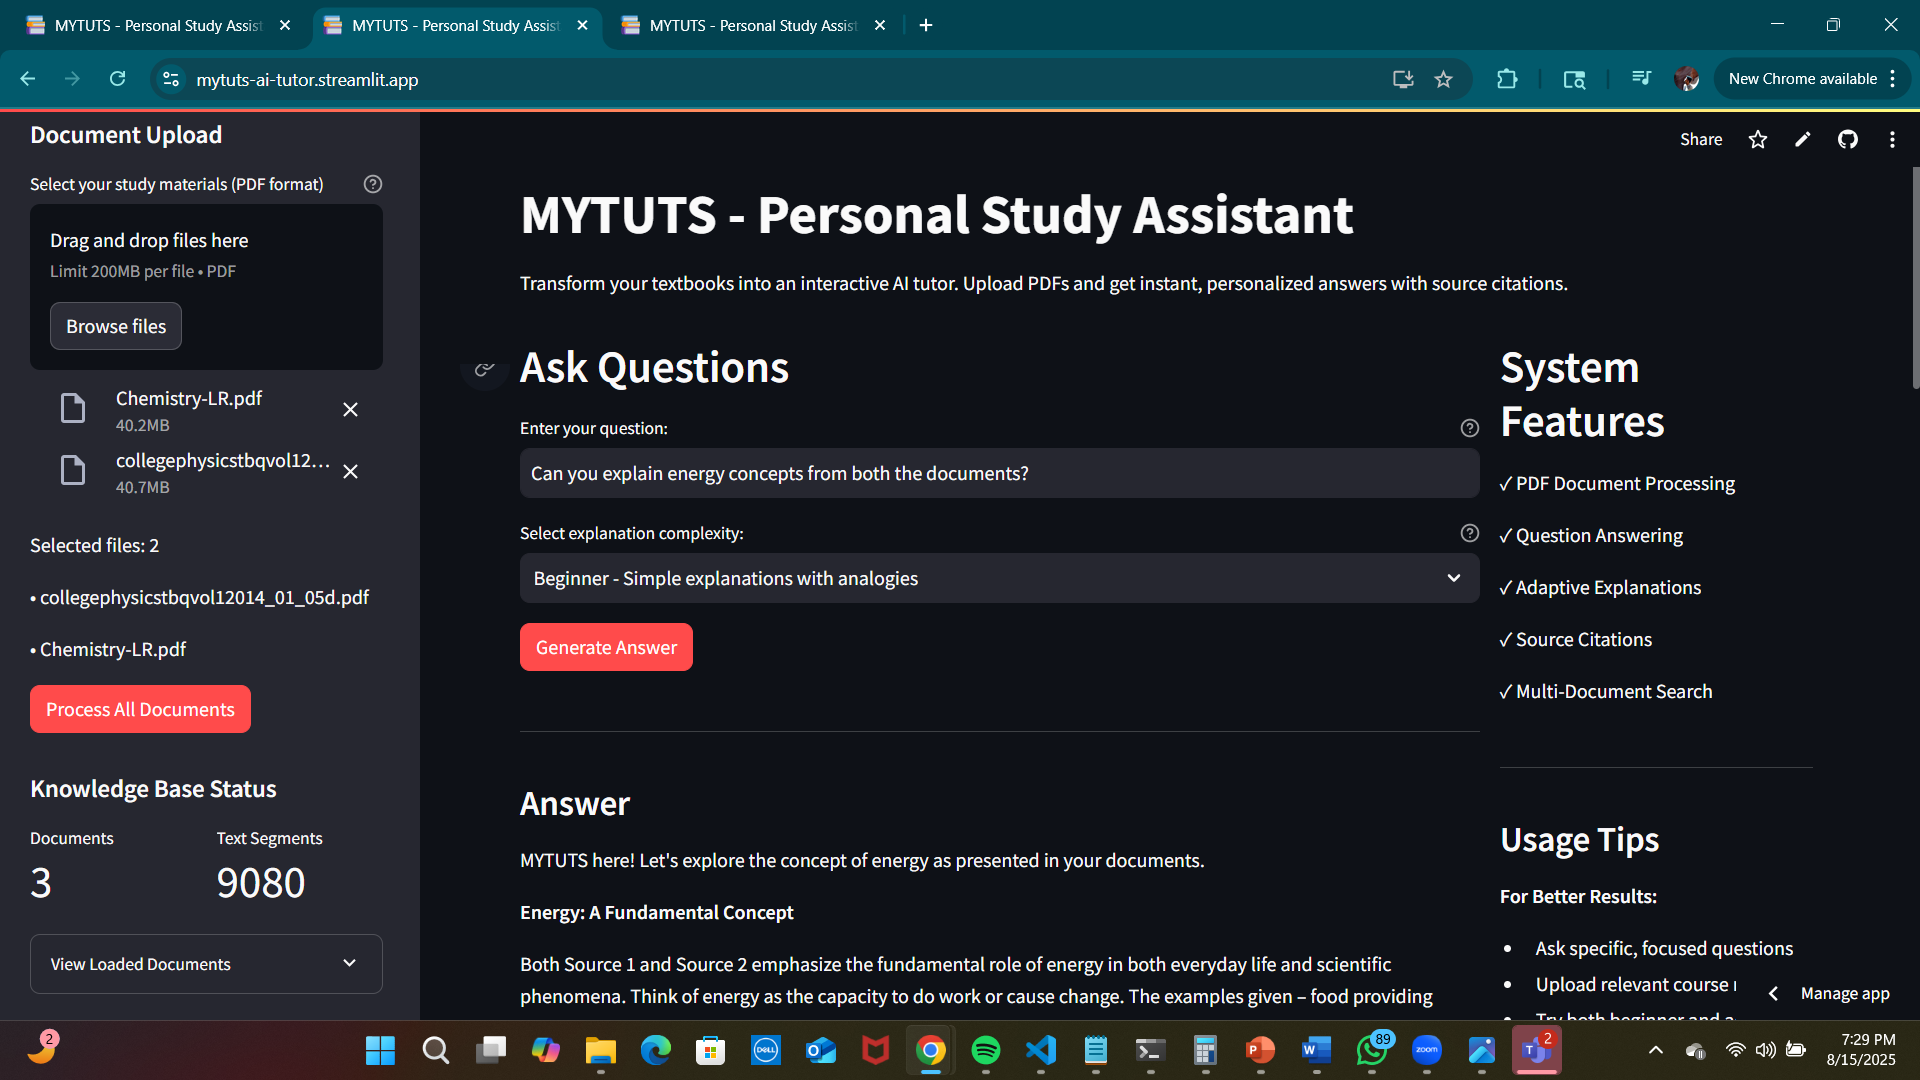 MYTUTS - Personal Study Assist
MYTUTS - Personal Study Assist
MYTUTS - Personal Study Assist
mytuts-ai-tutor.streamlit.app
New Chrome available
Document Upload
Select your study materials (PDF format)
Drag and drop files here
Limit 200MB per file • PDF
Browse files
Chemistry-LR.pdf
40.2MB
collegephysicstbqvol12...
40.7MB
Selected files: 2
• collegephysicstbqvol12014_01_05d.pdf
• Chemistry-LR.pdf
Process All Documents
Knowledge Base Status
Documents
Text Segments
3
9080
View Loaded Documents
Share
MYTUTS - Personal Study Assistant
Transform your textbooks into an interactive AI tutor. Upload PDFs and get instant, personalized answers with source citations.
Ask Questions
Enter your question:
Can you explain energy concepts from both the documents?
Select explanation complexity:
Beginner - Simple explanations with analogies
Generate Answer
Answer
MYTUTS here! Let's explore the concept of energy as presented in your documents.
Energy: A Fundamental Concept
Both Source 1 and Source 2 emphasize the fundamental role of energy in both everyday life and scientific
phenomena. Think of energy as the capacity to do work or cause change. The examples given – food providing
System
Features
✓ PDF Document Processing
✓ Question Answering
✓ Adaptive Explanations
✓ Source Citations
✓ Multi-Document Search
Usage Tips
For Better Results:
• Ask specific, focused questions
• Upload relevant course
• Try both beginner and a
Manage app
2
DELL
89
zoom
2
7:29 PM
8/15/2025